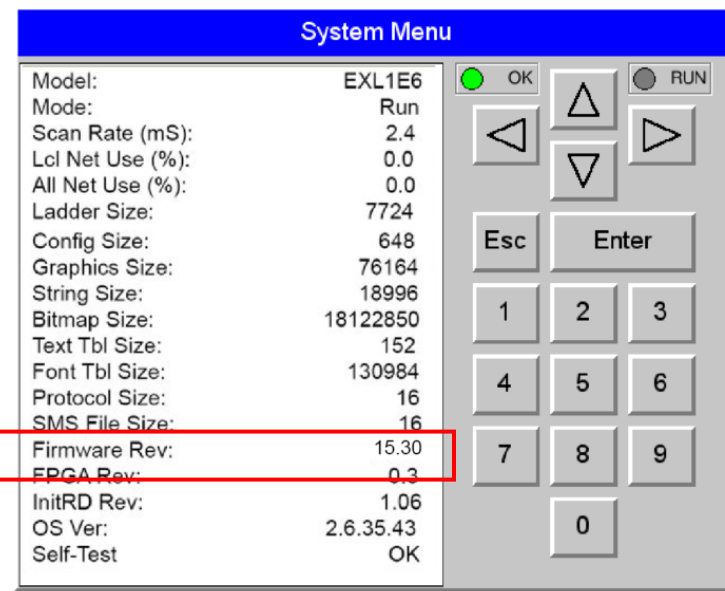 System Menu
Model: EXL1E6
Mode: Run
Scan Rate (mS): 2.4
Lcl Net Use (%): 0.0
All Net Use (%): 0.0
Ladder Size: 7724
Config Size: 648
Graphics Size: 76164
String Size: 18996
Bitmap Size: 18122850
Text Tbl Size: 152
Font Tbl Size: 130984
Protocol Size: 16
SMS File Size: 16
Firmware Rev: 15.30
FPGA Rev: 0.3
InitRD Rev: 1.06
OS Ver: 2.6.35.43
Self-Test OK
OK RUN
Esc Enter
1 2 3
4 5 6
7 8 9
0